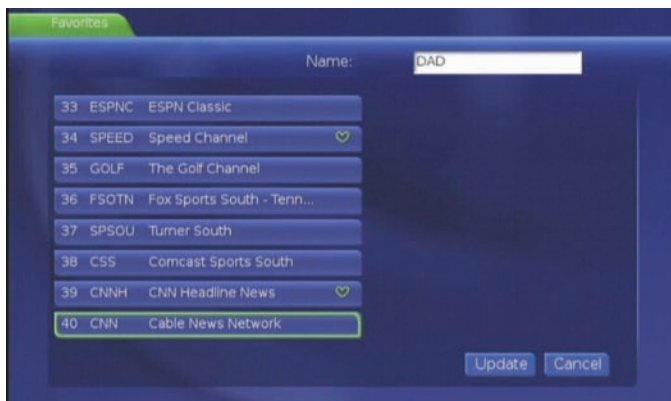 Favorites
Name: DAD
33 ESPNC ESPN Classic
34 SPEED Speed Channel
35 GOLF The Golf Channel
36 FSOTN Fox Sports South - Tenn...
37 SPSOU Turner South
38 CSS Comcast Sports South
39 CNNH CNN Headline News
40 CNN Cable News Network
Update Cancel